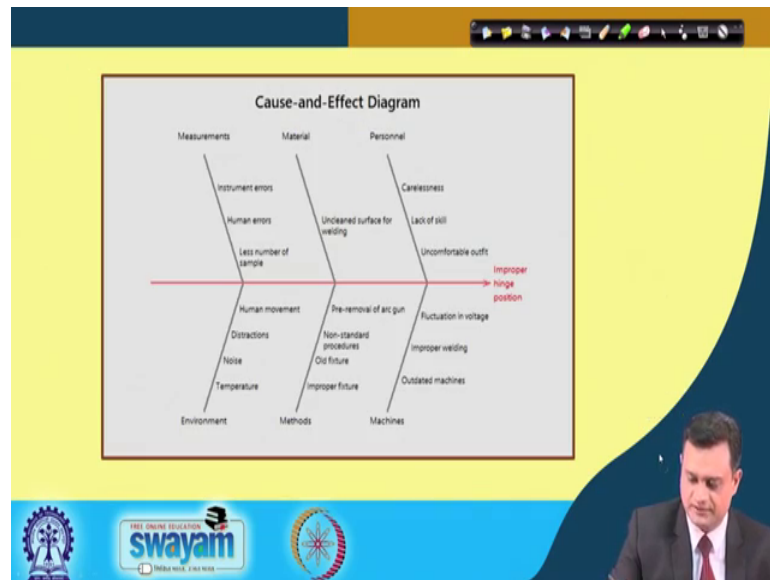 Cause-and-Effect Diagram
Measurements
Material
Personnel
Instrument errors
Carelessness
Human errors
Uncleaned surface for
welding
Lack of skill
Less number of
sample
Uncomfortable outfit
Improper
hinge
position
Human movement
Pre-removal of arc gun
Fluctuation in voltage
Distractions
Non-standard
procedures
Improper welding
Noise
Old fixture
Temperature
Improper fixture
Outdated machines
Environment
Methods
Machines
FREE ONLINE EDUCATION
swayam